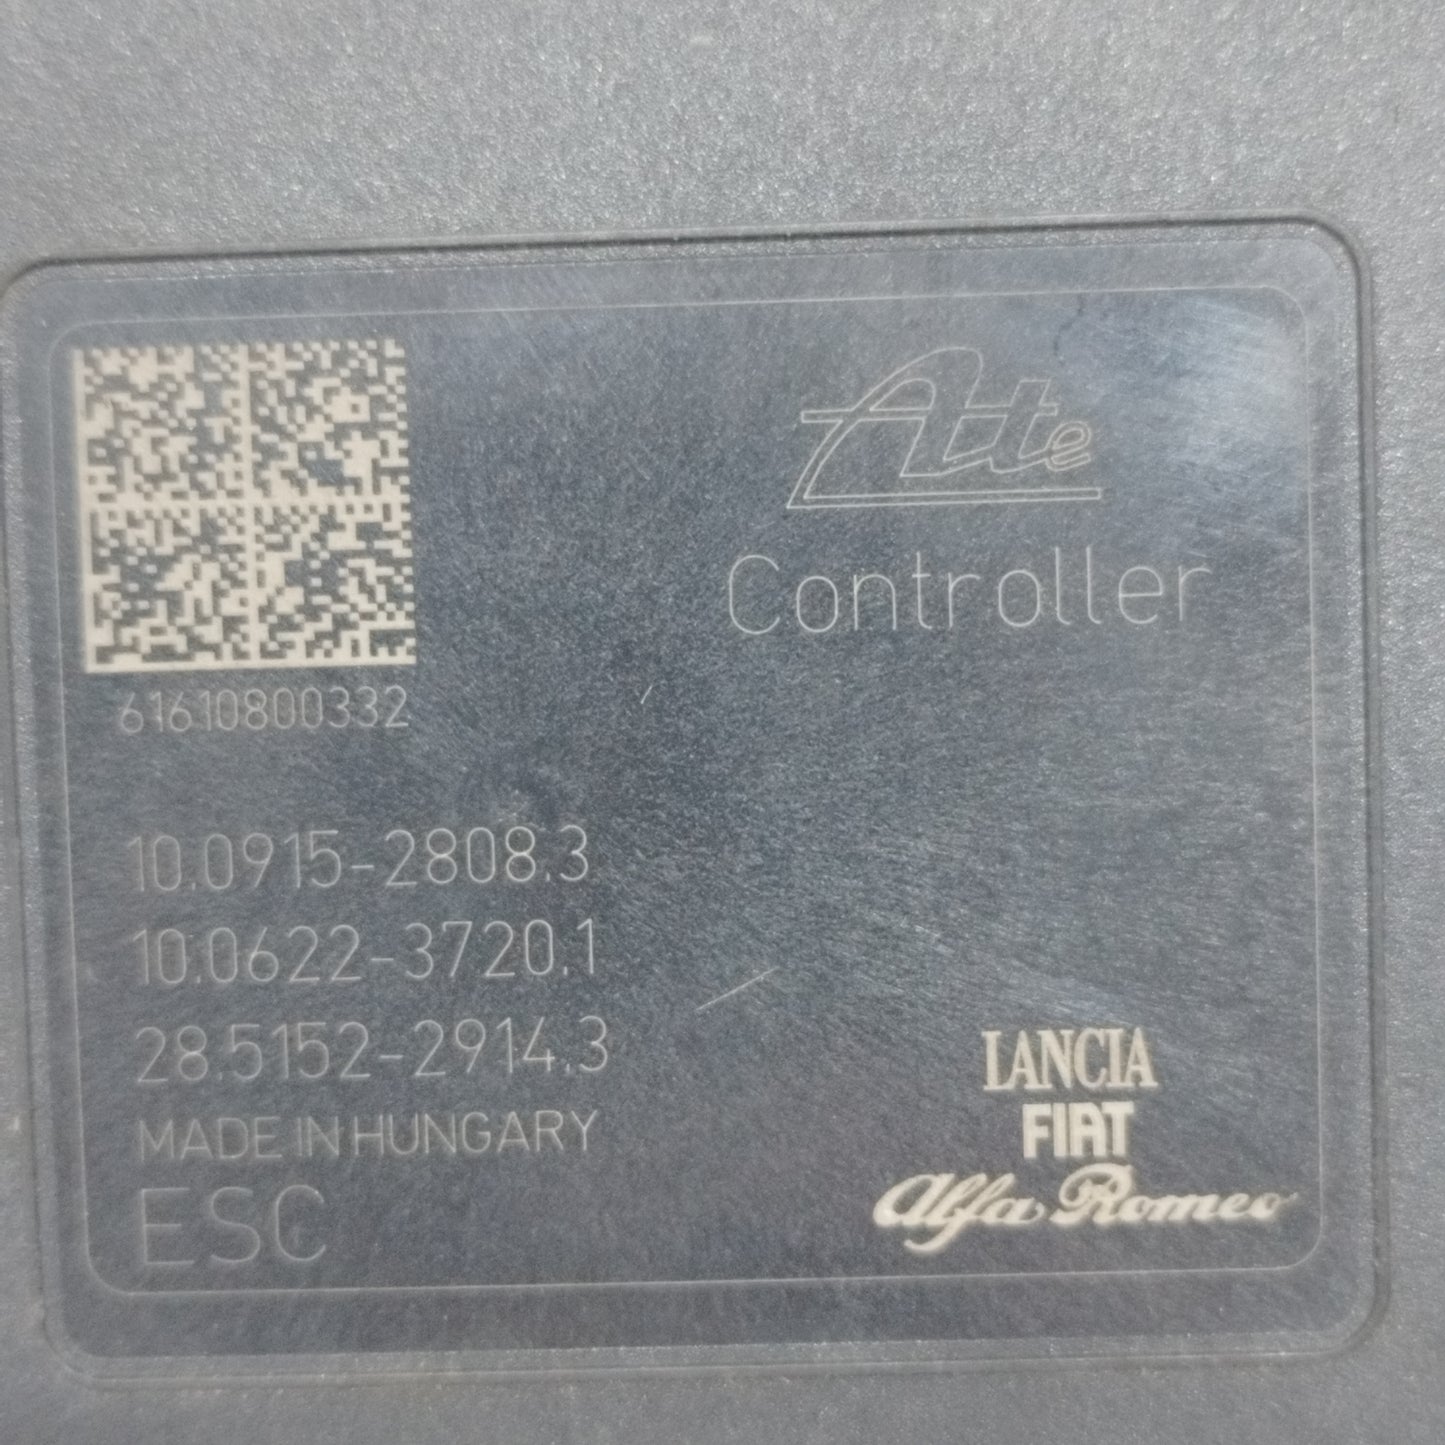 Ate
Controller
61610800332
10.0915-2808.3
10.0622-3720.1
28.5152-2914.3
MADE IN HUNGARY
ESC
LANCIA
FIAT
Alfa Romeo